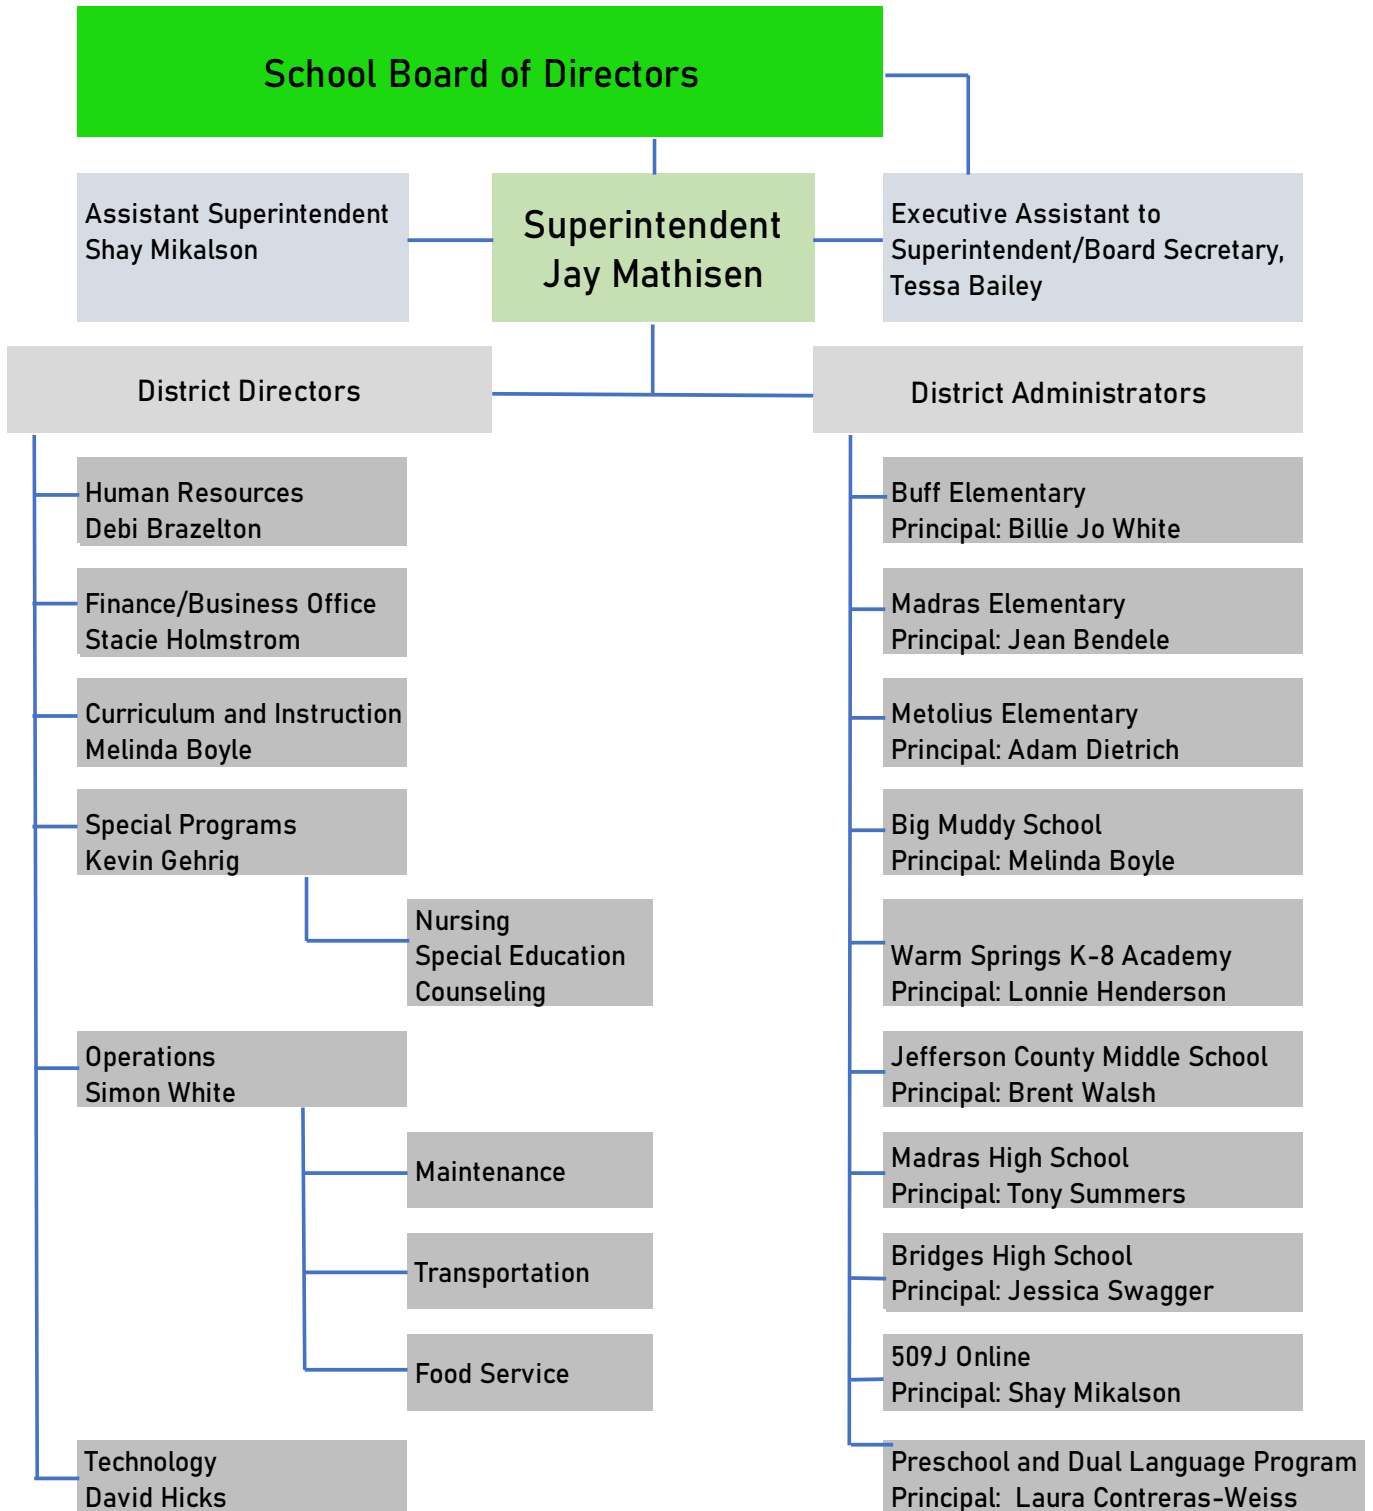 School Board of Directors
Assistant Superintendent
Shay Mikalson
Superintendent
Jay Mathisen
Executive Assistant to
Superintendent/Board Secretary,
Tessa Bailey
District Directors
District Administrators
Human Resources
Debi Brazelton
Finance/Business Office
Stacie Holmstrom
Curriculum and Instruction
Melinda Boyle
Special Programs
Kevin Gehrig
Nursing
Special Education
Counseling
Operations
Simon White
Maintenance
Transportation
Food Service
Technology
David Hicks
Buff Elementary
Principal: Billie Jo White
Madras Elementary
Principal: Jean Bendele
Metolius Elementary
Principal: Adam Dietrich
Big Muddy School
Principal: Melinda Boyle
Warm Springs K-8 Academy
Principal: Lonnie Henderson
Jefferson County Middle School
Principal: Brent Walsh
Madras High School
Principal: Tony Summers
Bridges High School
Principal: Jessica Swagger
509J Online
Principal: Shay Mikalson
Preschool and Dual Language Program
Principal:  Laura Contreras-Weiss